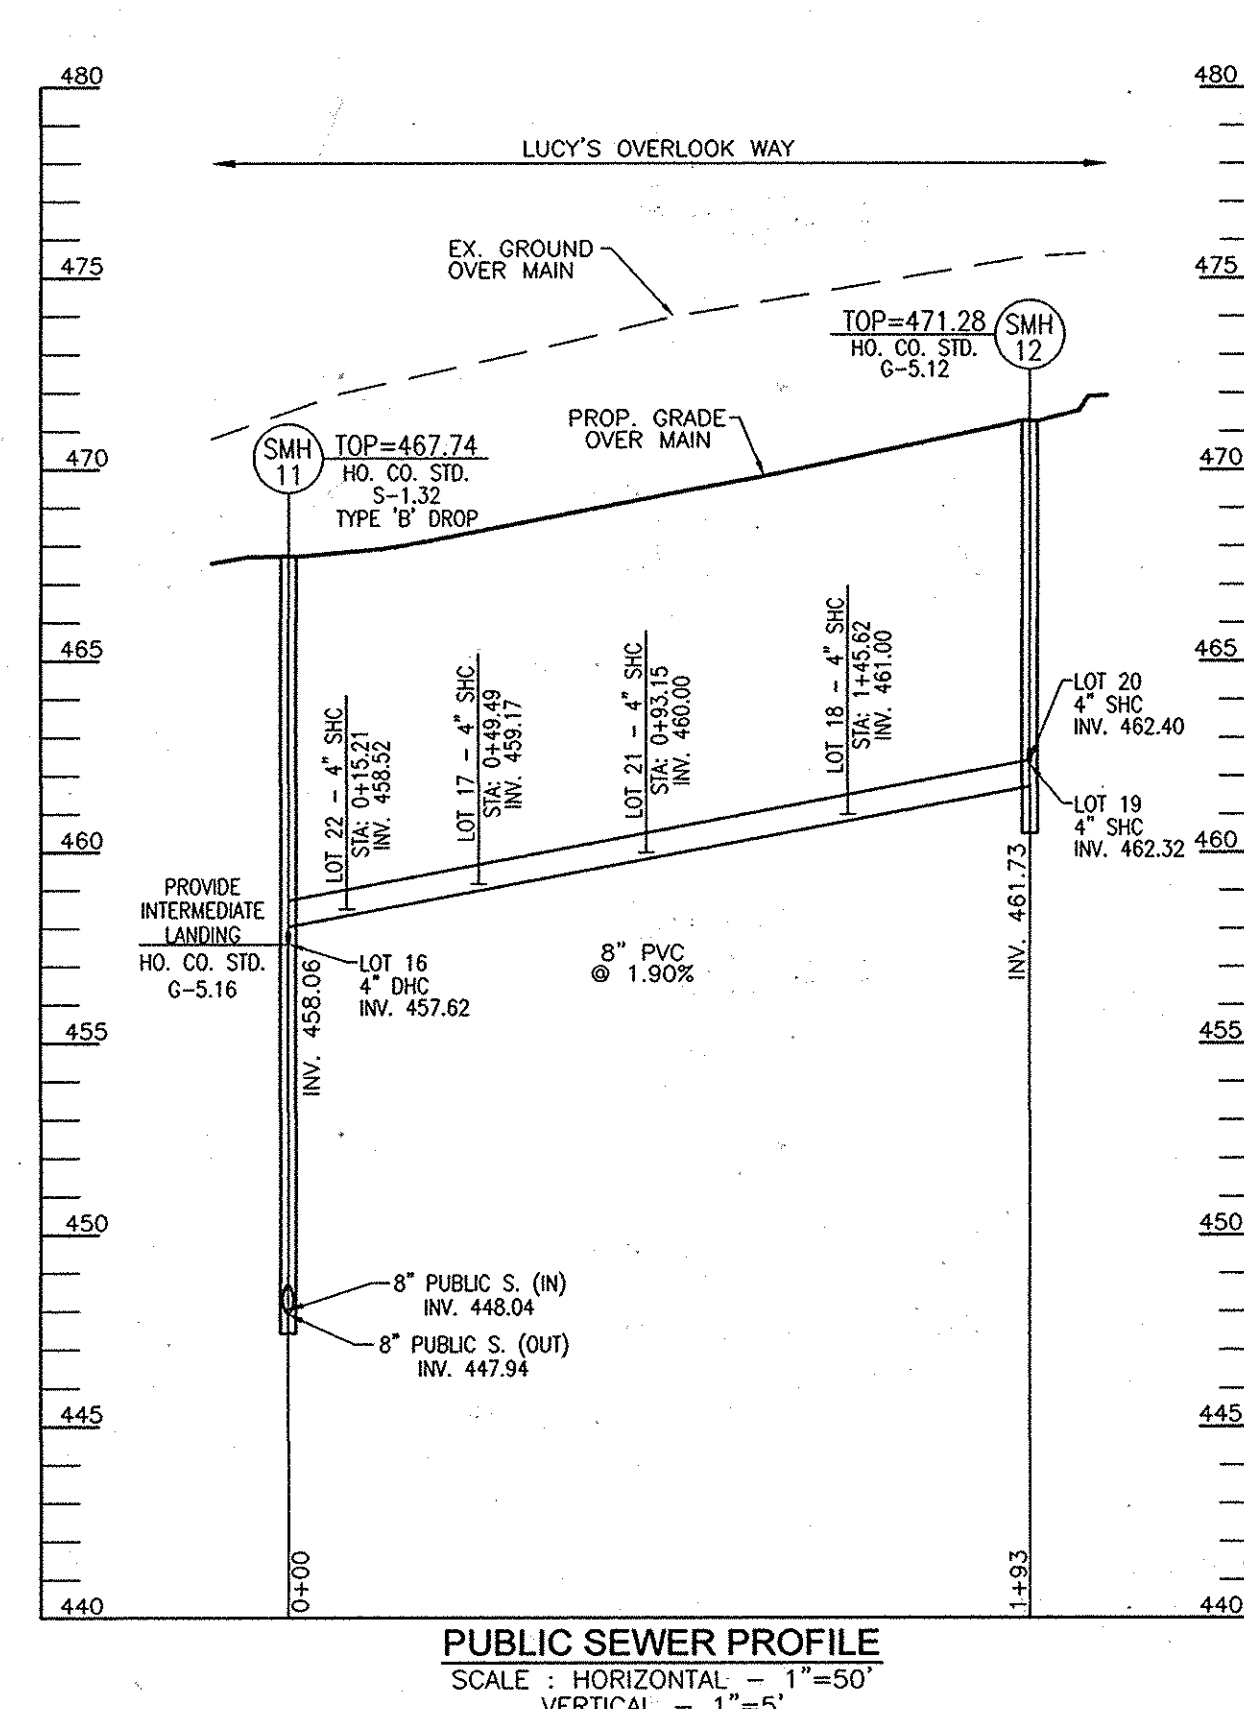 480
480
LUCY'S OVERLOOK WAY
EX. GROUND
OVER MAIN
475
475
TOP=471.28
HO. CO. STD.
G-5.12
SMH
12
PROP. GRADE
OVER MAIN
SMH
11
TOP=467.74
HO. CO. STD.
S-1.32
TYPE 'B' DROP
470
470
465
465
LOT 22 - 4" SHC
STA: 0+15.21
INV. 458.52
LOT 17 - 4" SHC
STA: 0+49.49
INV. 459.17
LOT 21 - 4" SHC
STA: 0+93.15
INV. 460.00
LOT 18 - 4" SHC
STA: 1+45.62
INV. 461.00
LOT 20
4" SHC
INV. 462.40
LOT 19
4" SHC
INV. 462.32
460
460
PROVIDE
INTERMEDIATE
LANDING
HO. CO. STD.
G-5.16
INV. 458.06
LOT 16
4" DHC
INV. 457.62
8" PVC
@ 1.90%
INV. 461.73
455
455
450
450
8" PUBLIC S. (IN)
INV. 448.04
8" PUBLIC S. (OUT)
INV. 447.94
445
445
0+00
1+93
440
440
PUBLIC SEWER PROFILE
SCALE : HORIZONTAL - 1"=50'
VERTICAL - 1"=5'